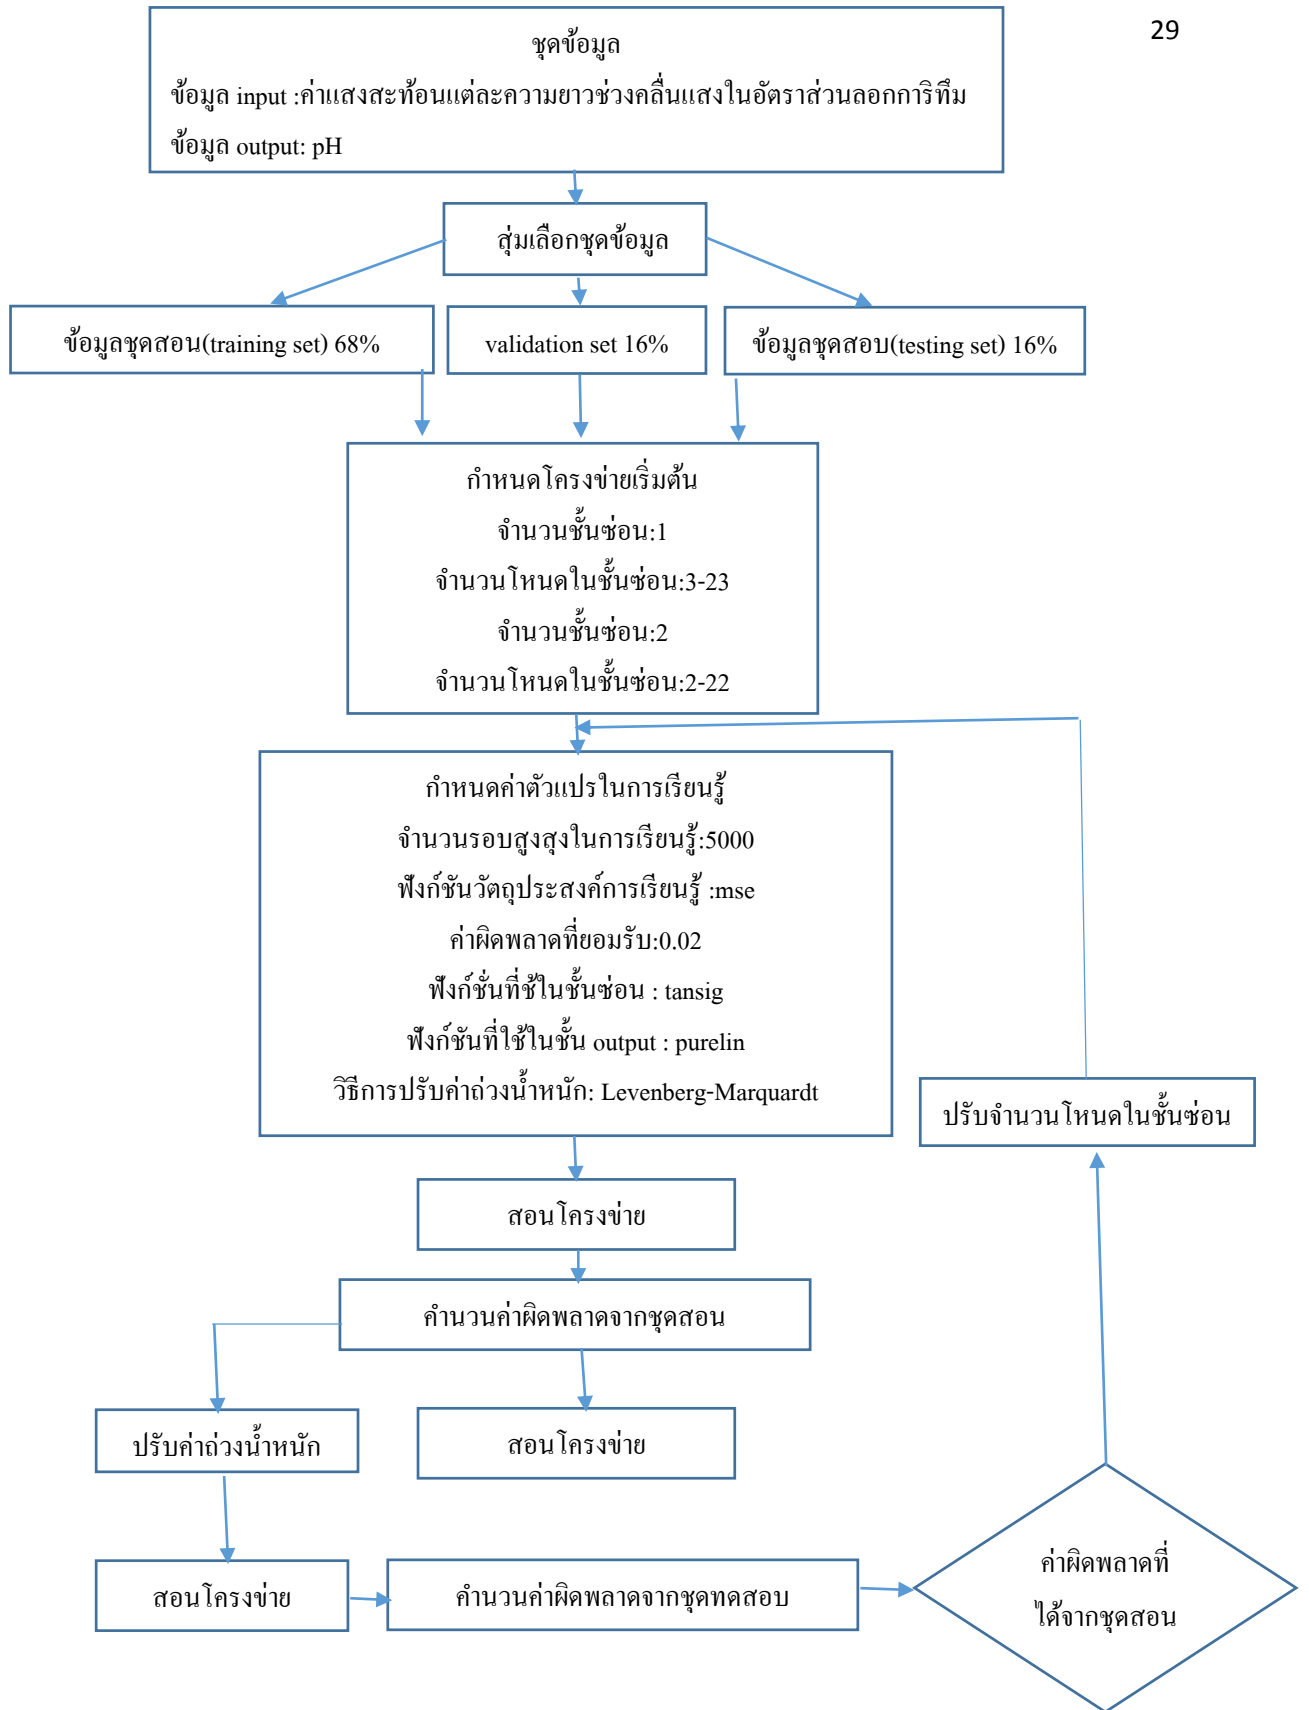 29
ชุดข้อมูล
ข้อมูล input :ค่าแสงสะท้อนแต่ละความยาวช่วงคลื่นแสงในอัตราส่วนลอกการิทึม
ข้อมูล output: pH
สุ่มเลือกชุดข้อมูล
ข้อมูลชุดสอน(training set) 68%
validation set 16%
ข้อมูลชุดสอบ(testing set) 16%
กำหนดโครงข่ายเริ่มต้น
จำนวนชั้นซ่อน:1
จำนวนโหนดในชั้นซ่อน:3-23
จำนวนชั้นซ่อน:2
จำนวนโหนดในชั้นซ่อน:2-22
กำหนดค่าตัวแปรในการเรียนรู้
จำนวนรอบสูงสุงในการเรียนรู้:5000
ฟังก์ชันวัตถุประสงค์การเรียนรู้ :mse
ค่าผิดพลาดที่ยอมรับ:0.02
ฟังก์ชั่นที่ช้ในชั้นซ่อน : tansig
ฟังก์ชันที่ใช้ในชั้น output : purelin
วิธีการปรับค่าถ่วงน้ำหนัก: Levenberg-Marquardt
ปรับจำนวนโหนดในชั้นซ่อน
สอนโครงข่าย
คำนวนค่าผิดพลาดจากชุดสอน
ปรับค่าถ่วงน้ำหนัก
สอนโครงข่าย
สอนโครงข่าย
คำนวนค่าผิดพลาดจากชุดทดสอบ
ค่าผิดพลาดที่
ได้จากชุดสอน